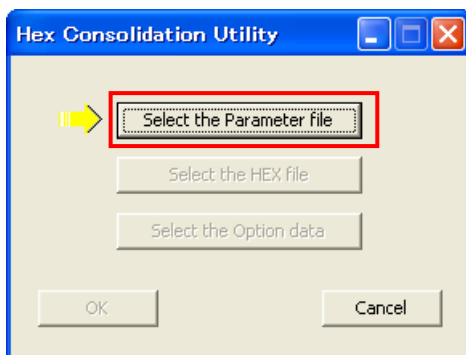 Hex Consolidation Utility
Select the Parameter file
Select the HEX file
Select the Option data
OK
Cancel